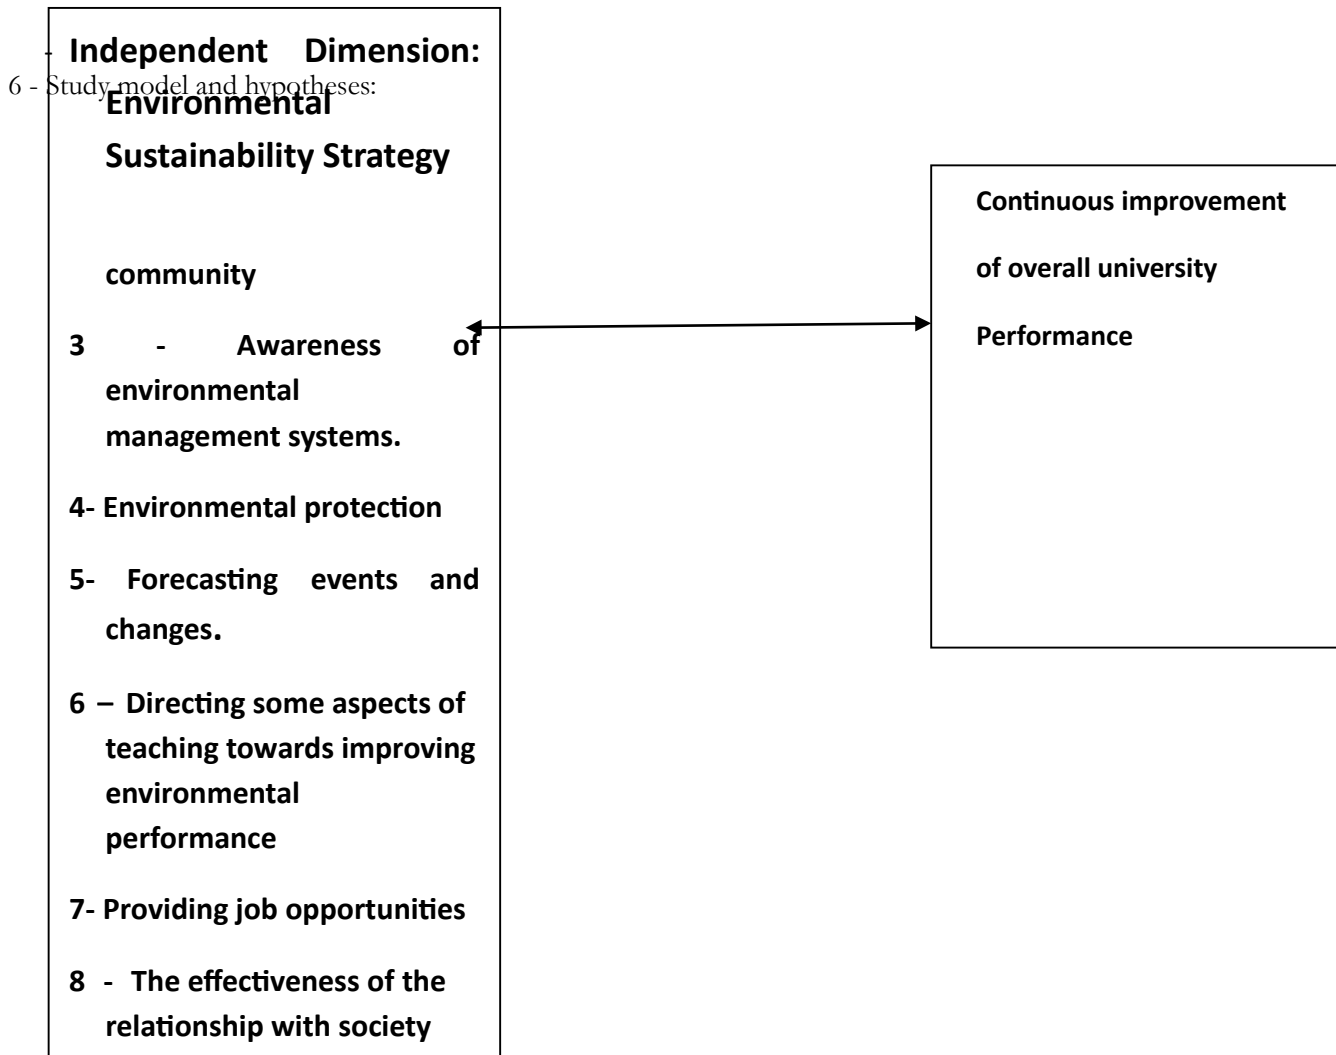 - Independent Dimension:
6 - Study model and hypotheses:
Environmental
Sustainability Strategy
community
3 - Awareness of
environmental
management systems.
4- Environmental protection
5- Forecasting events and
changes.
6 – Directing some aspects of
teaching towards improving
environmental
performance
7- Providing job opportunities
8 - The effectiveness of the
relationship with society
Continuous improvement
of overall university
Performance